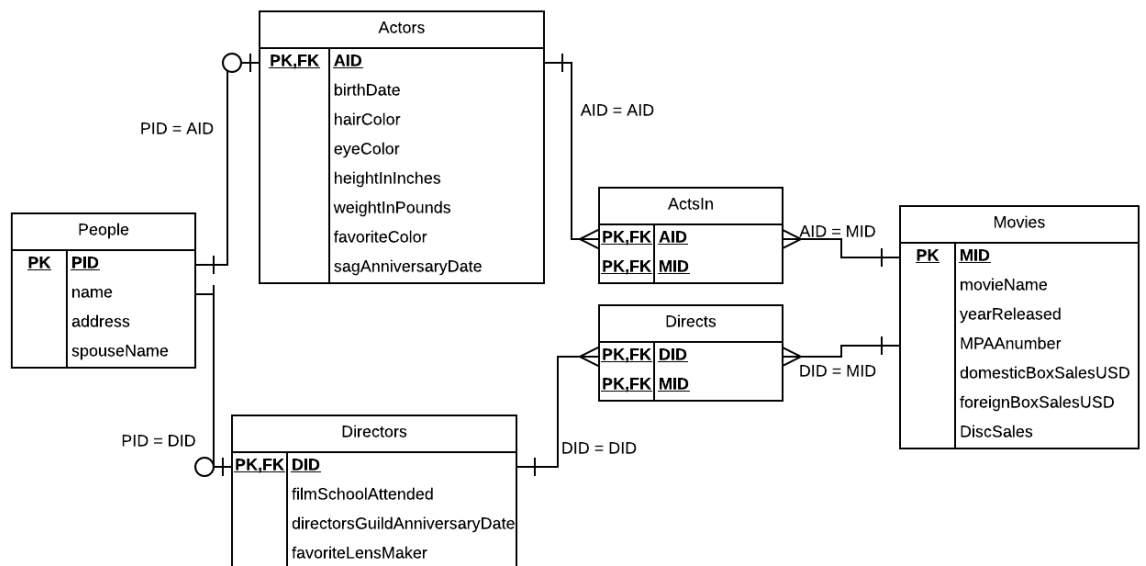 Actors
PK,FK AID
birthDate
hairColor
eyeColor
heightInInches
weightInPounds
favoriteColor
sagAnniversaryDate
PID = AID
AID = AID
People
PK PID
name
address
spouseName
ActsIn
PK,FK AID
PK,FK MID
AID = MID
Movies
PK MID
movieName
yearReleased
MPAAnumber
domesticBoxSalesUSD
foreignBoxSalesUSD
DiscSales
Directs
PK,FK DID
PK,FK MID
DID = MID
PID = DID
DID = DID
Directors
PK,FK DID
filmSchoolAttended
directorsGuildAnniversaryDate
favoriteLensMaker